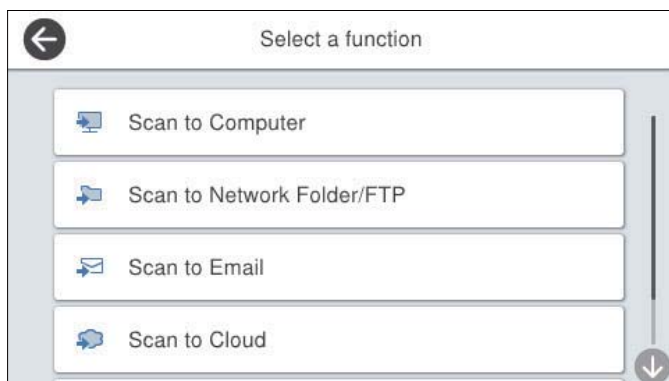 Select a function
Scan to Computer
Scan to Network Folder/FTP
Scan to Email
Scan to Cloud